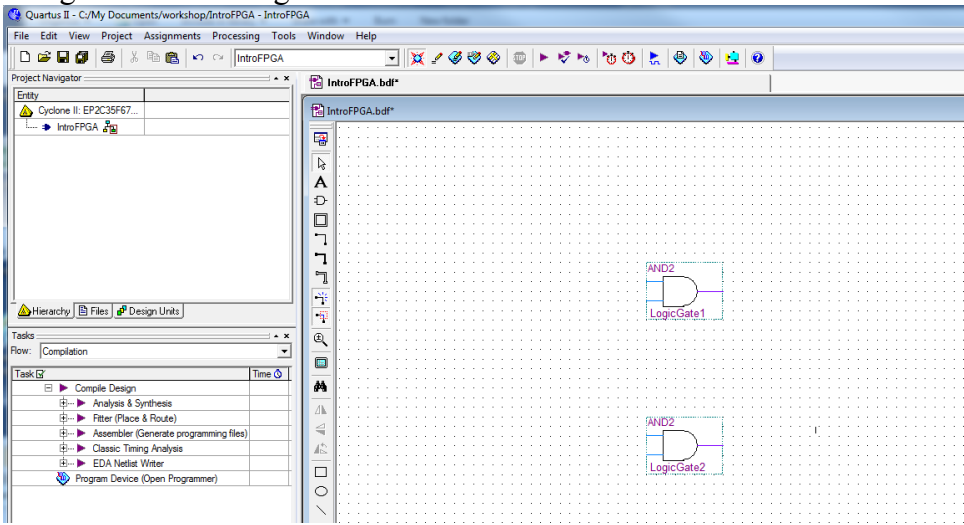 Quartus II - C:/My Documents/workshop/IntroFPGA - IntroFPGA
File Edit View Project Assignments Processing Tools Window Help
IntroFPGA
STOP
Project Navigator
IntroFPGA.bdf*
Entity
Cyclone II: EP2C35F67...
IntroFPGA
IntroFPGA.bdf*
A
AND2
LogicGate1
Hierarchy Files Design Units
Tasks
Flow: Compilation
Task Time
Compile Design
Analysis & Synthesis
Fitter (Place & Route)
Assembler (Generate programming files)
Classic Timing Analysis
EDA Netlist Writer
Program Device (Open Programmer)
AND2
LogicGate2